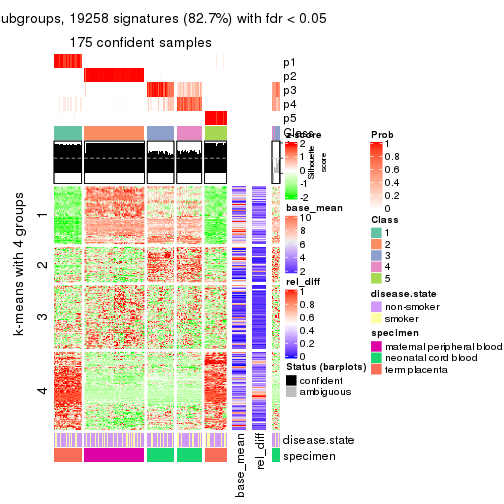 subgroups, 19258 signatures (82.7%) with fdr < 0.05
175 confident samples
p1
p2
p3
p4
p5
Class
Silhouette
score
k-means with 4 groups
1
2
3
4
z-score
2
1
0
-1
-2
base_mean
10
8
6
4
2
rel_diff
1
0.8
0.6
0.4
0.2
0
Status (barplots)
confident
ambiguous
Prob
1
0.8
0.6
0.4
0.2
0
Class
1
2
3
4
5
disease.state
non-smoker
smoker
specimen
maternal peripheral blood
neonatal cord blood
term placenta
disease.state
specimen
base_mean
rel_diff